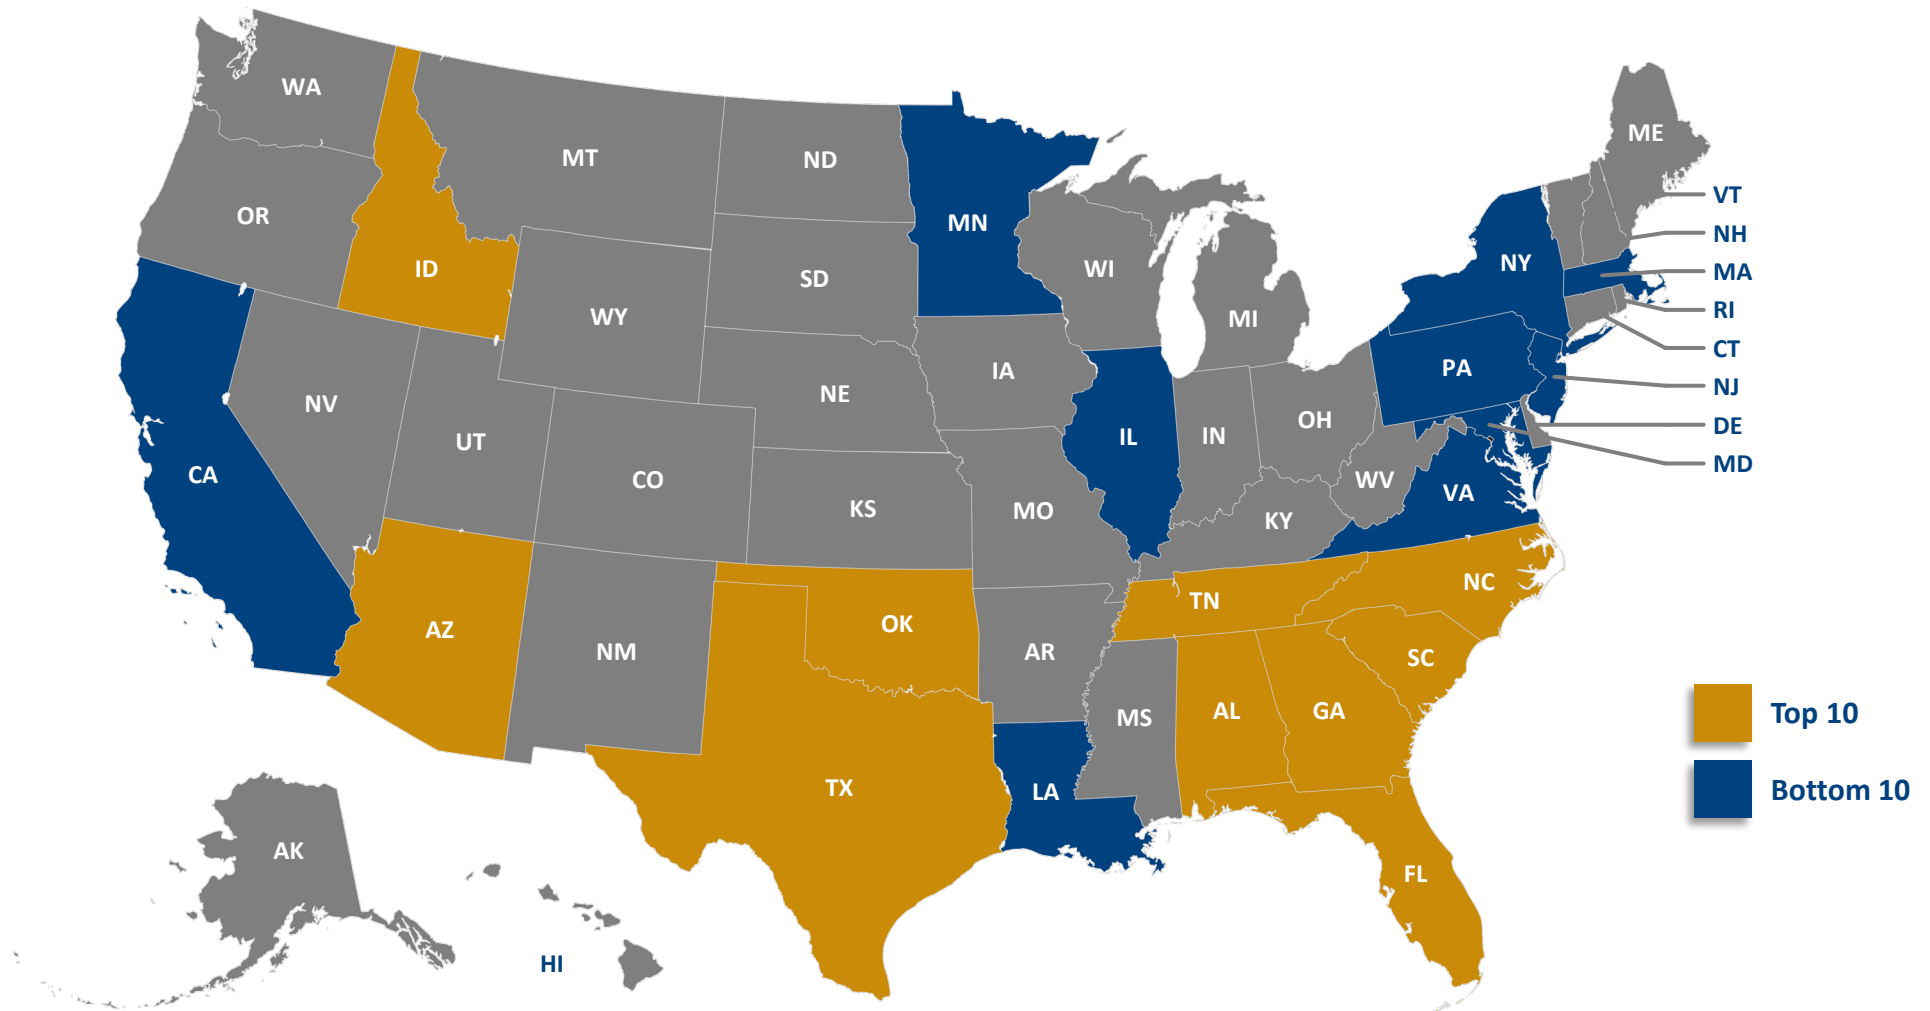 WA
MT
ND
MN
ME
VT
OR
ID
SD
WI
NY
NH
MA
WY
MI
RI
IA
PA
CT
NV
NE
OH
NJ
UT
IL
IN
DE
CA
CO
WV
MD
KS
MO
KY
VA
AZ
OK
TN
NC
NM
AR
SC
MS
AL
GA
Top 10
TX
LA
Bottom 10
AK
FL
HI